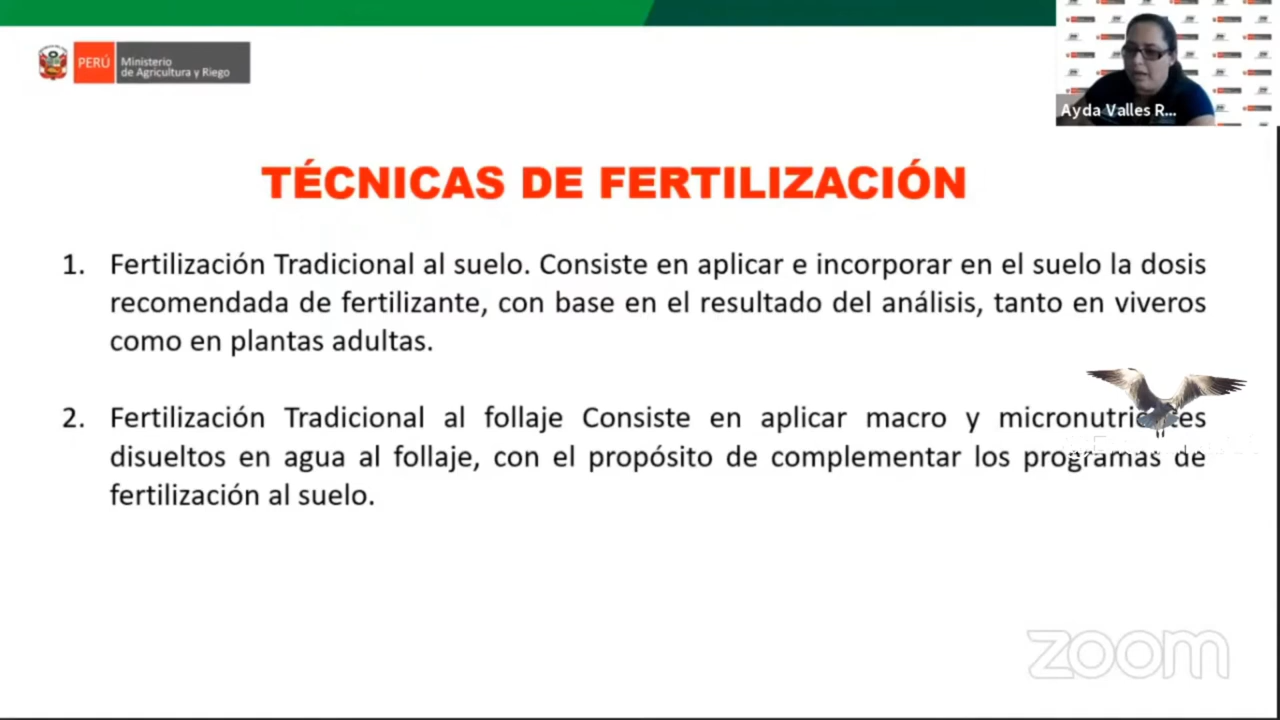 PERÚ
Ministerio
de Agricultura y Riego
Ayda Valles R...
TÉCNICAS DE FERTILIZACIÓN
1. Fertilización Tradicional al suelo. Consiste en aplicar e incorporar en el suelo la dosis
recomendada de fertilizante, con base en el resultado del análisis, tanto en viveros
como en plantas adultas.
2. Fertilización Tradicional al follaje Consiste en aplicar macro y
disueltos en agua al follaje, con el propósito de complementar los programas de
fertilización al suelo.
zoom